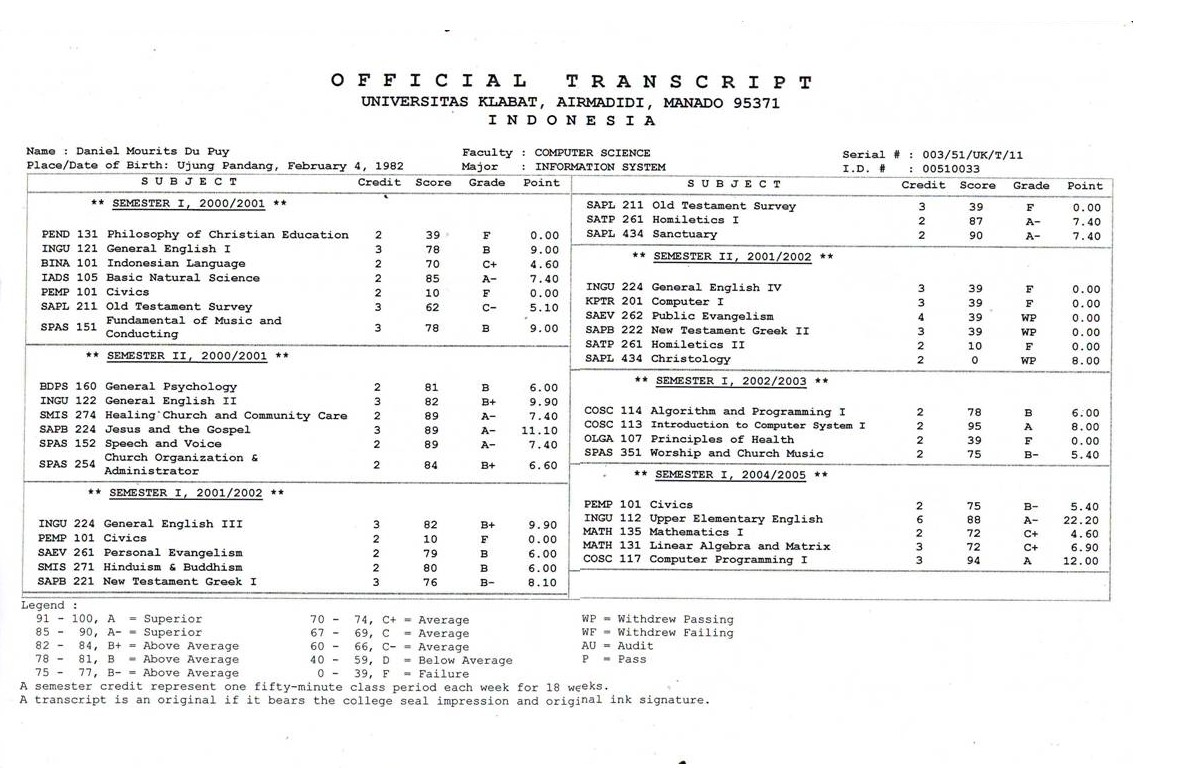 OFFICIAL TRANSCRIPT
UNIVERSITAS KLABAT, AIRMADIDI, MANADO 95371
INDONESIA
Name : Daniel Mourits Du Puy
Place/Date of Birth: Ujung Pandang, February 4, 1982
Faculty : COMPUTER SCIENCE
Major : INFORMATION SYSTEM
Serial # : 003/51/UK/T/11
I.D. # : 00510033
SUBJECT Credit Score Grade Point
** SEMESTER I, 2000/2001 **
PEND 131 Philosophy of Christian Education 2 39 F 0.00
INGU 121 General English I 3 78 B 9.00
BINA 101 Indonesian Language 2 70 C+ 4.60
IADS 105 Basic Natural Science 2 85 A- 7.40
PEMP 101 Civics 2 10 F 0.00
SAPL 211 Old Testament Survey 3 62 C- 5.10
SPAS 151 Fundamental of Music and
Conducting 3 78 B 9.00
** SEMESTER II, 2000/2001 **
BDPS 160 General Psychology 2 81 B 6.00
INGU 122 General English II 3 82 B+ 9.90
SMIS 274 Healing Church and Community Care 2 89 A- 7.40
SAPB 224 Jesus and the Gospel 3 89 A- 11.10
SPAS 152 Speech and Voice 2 89 A- 7.40
SPAS 254 Church Organization &
Administrator 2 84 B+ 6.60
** SEMESTER I, 2001/2002 **
INGU 224 General English III 3 82 B+ 9.90
PEMP 101 Civics 2 10 F 0.00
SAEV 261 Personal Evangelism 2 79 B 6.00
SMIS 271 Hinduism & Buddhism 2 80 B 6.00
SAPB 221 New Testament Greek I 3 76 B- 8.10
SUBJECT Credit Score Grade Point
SAPL 211 Old Testament Survey 3 39 F 0.00
SATP 261 Homiletics I 2 87 A- 7.40
SAPL 434 Sanctuary 2 90 A- 7.40
** SEMESTER II, 2001/2002 **
INGU 224 General English IV 3 39 F 0.00
KPTR 201 Computer I 3 39 F 0.00
SAEV 262 Public Evangelism 4 39 WP 0.00
SAPB 222 New Testament Greek II 3 39 WP 0.00
SATP 261 Homiletics II 2 10 F 0.00
SAPL 434 Christology 2 0 WP 8.00
** SEMESTER I, 2002/2003 **
COSC 114 Algorithm and Programming I 2 78 B 6.00
COSC 113 Introduction to Computer System I 2 95 A 8.00
OLGA 107 Principles of Health 2 39 F 0.00
SPAS 351 Worship and Church Music 2 75 B- 5.40
** SEMESTER I, 2004/2005 **
PEMP 101 Civics 2 75 B- 5.40
INGU 112 Upper Elementary English 6 88 A- 22.20
MATH 135 Mathematics I 2 72 C+ 4.60
MATH 131 Linear Algebra and Matrix 3 72 C+ 6.90
COSC 117 Computer Programming I 3 94 A 12.00
Legend :
91 - 100, A = Superior
85 - 90, A- = Superior
82 - 84, B+ = Above Average
78 - 81, B = Above Average
75 - 77, B- = Above Average
70 - 74, C+ = Average
67 - 69, C = Average
60 - 66, C- = Average
40 - 59, D = Below Average
0 - 39, F = Failure
WP = Withdrew Passing
WF = Withdrew Failing
AU = Audit
P = Pass
A semester credit represent one fifty-minute class period each week for 18 weeks.
A transcript is an original if it bears the college seal impression and original ink signature.